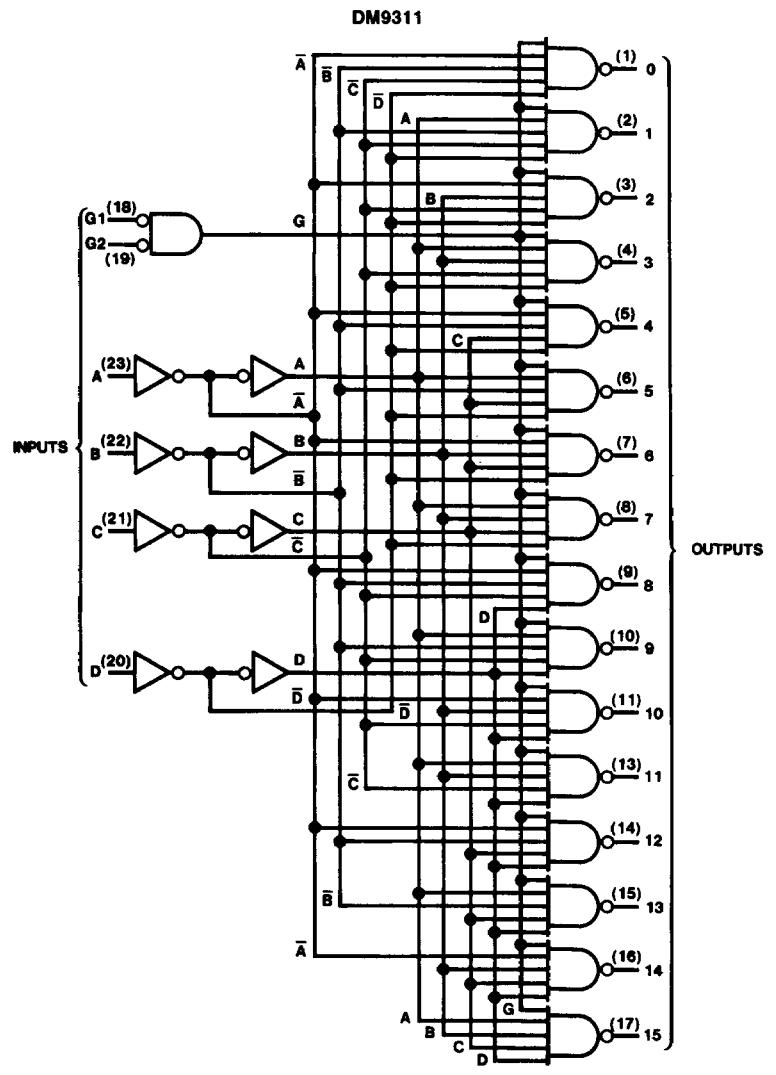 DM9311
A̅
B̅
C̅
D̅
A
(1) 0
(2) 1
B
(3) 2
G1 (18)
G2 (19)
G
(4) 3
C
(5) 4
A (23)
A
A̅
(6) 5
INPUTS
B (22)
B
B̅
(7) 6
C (21)
C
C̅
(8) 7
OUTPUTS
(9) 8
D
(10) 9
D (20)
D
D̅
D̅
(11) 10
C̅
(13) 11
(14) 12
B̅
(15) 13
A̅
(16) 14
G
A
B
C
D
(17) 15